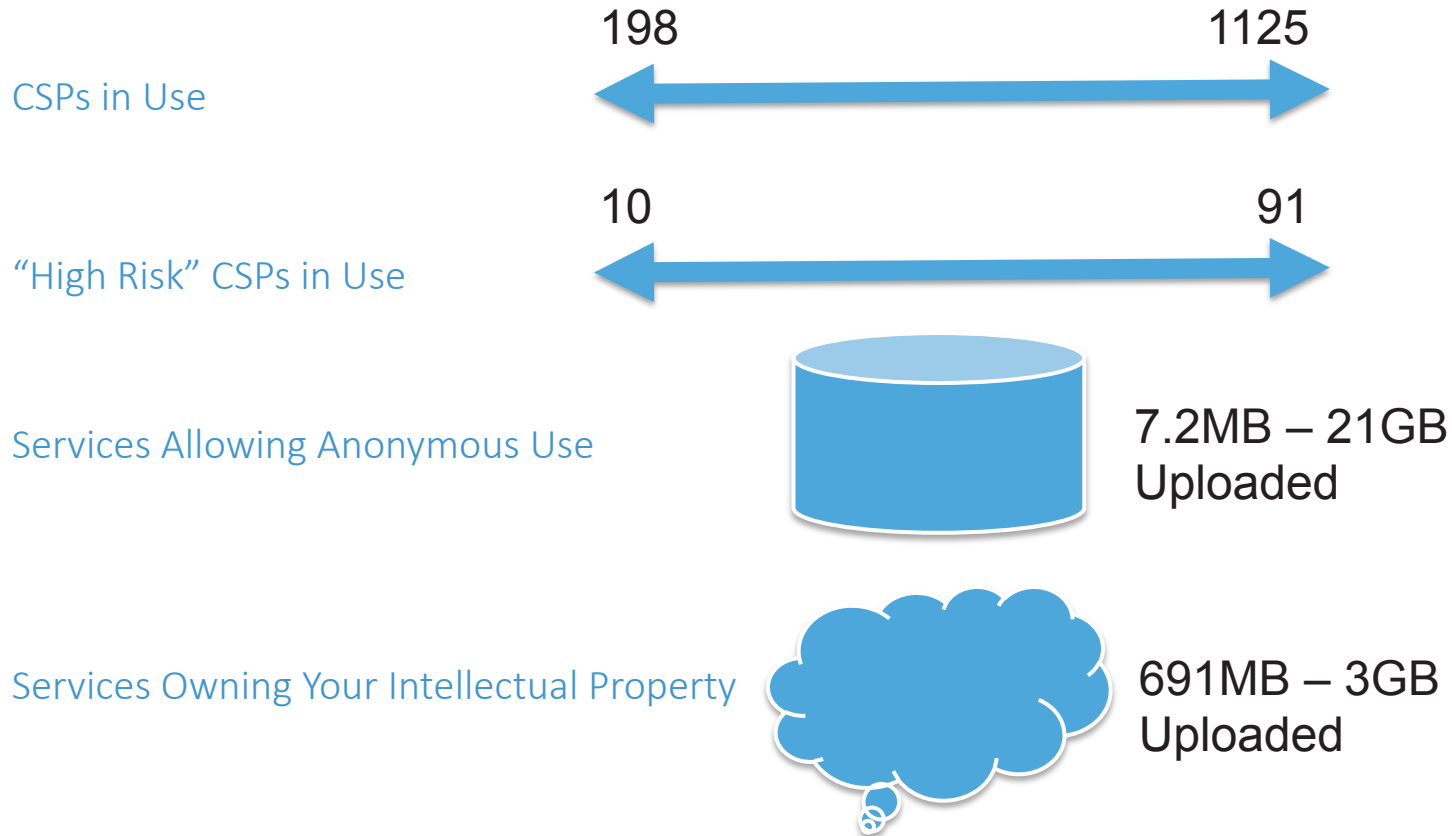 198 1125
CSPs in Use
10 91
“High Risk” CSPs in Use
Services Allowing Anonymous Use
7.2MB – 21GB
Uploaded
Services Owning Your Intellectual Property
691MB – 3GB
Uploaded